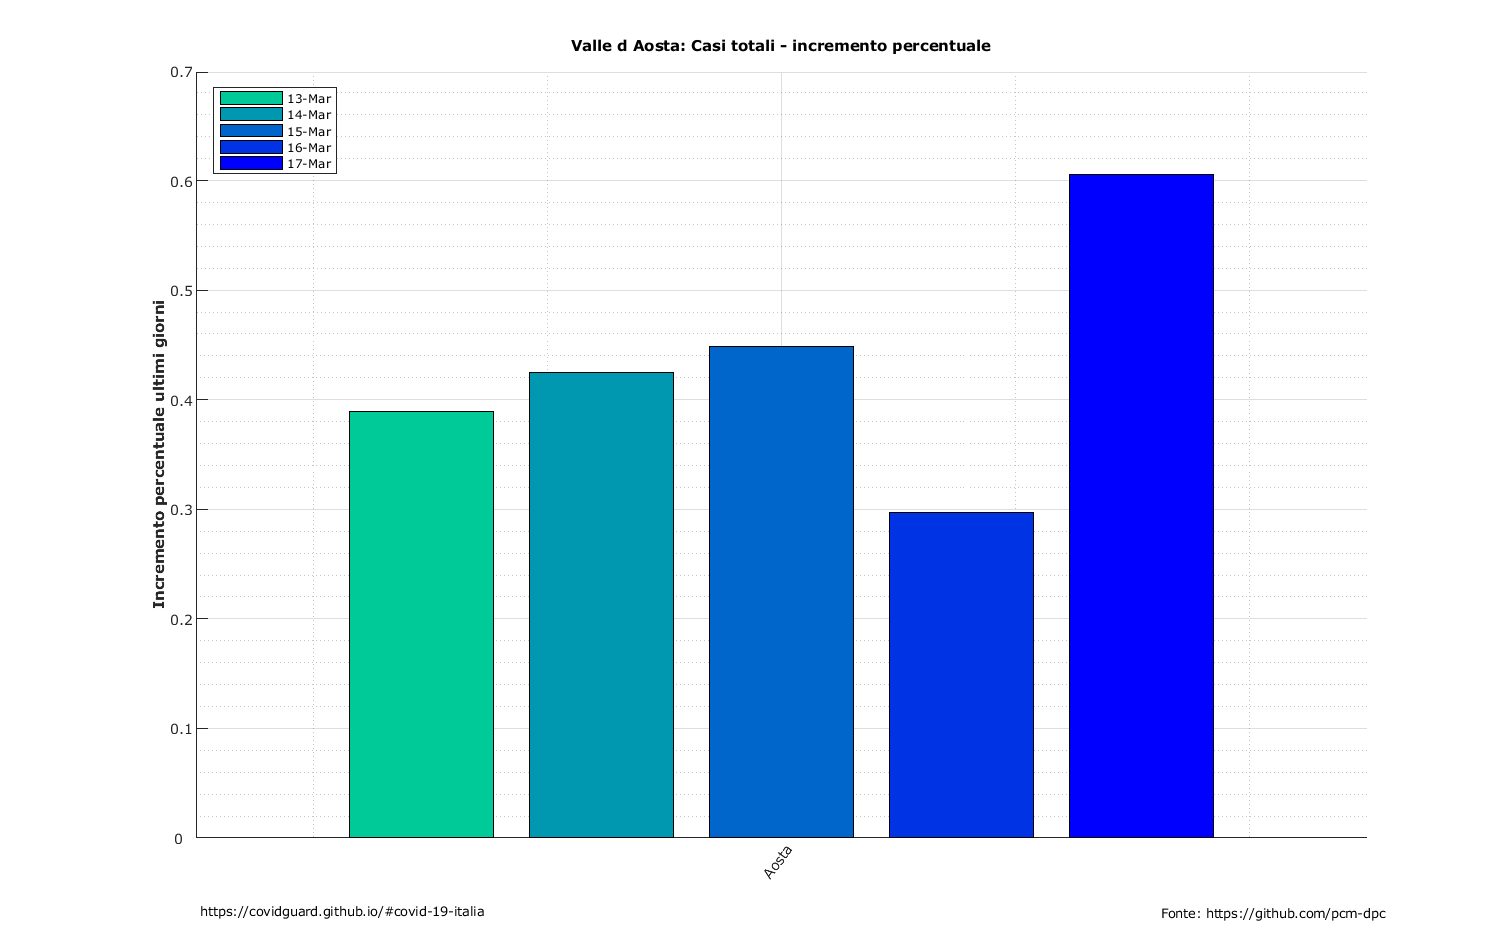 Valle d Aosta: Casi totali - incremento percentuale
0.7
0.6
0.5
0.4
0.3
0.2
0.1
0
13-Mar
14-Mar
15-Mar
16-Mar
17-Mar
Incremento percentuale ultimi giorni
Aosta
https://covidguard.github.io/#covid-19-italia
Fonte: https://github.com/pcm-dpc